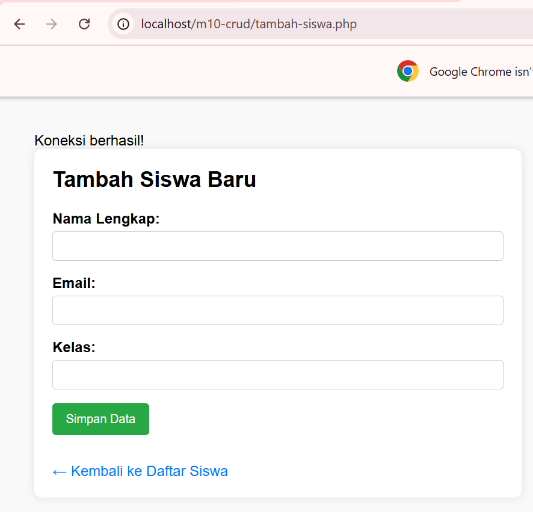 localhost/m10-crud/tambah-siswa.php
Google Chrome isn'
Koneksi berhasil!
Tambah Siswa Baru
Nama Lengkap:
Email:
Kelas:
Simpan Data
← Kembali ke Daftar Siswa